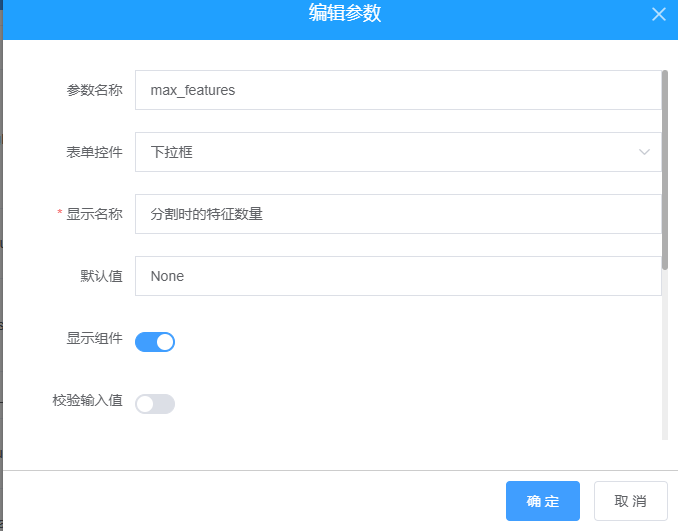 编辑参数
参数名称 max_features
表单控件 下拉框
* 显示名称 分割时的特征数量
默认值 None
显示组件
校验输入值
确 定 取 消